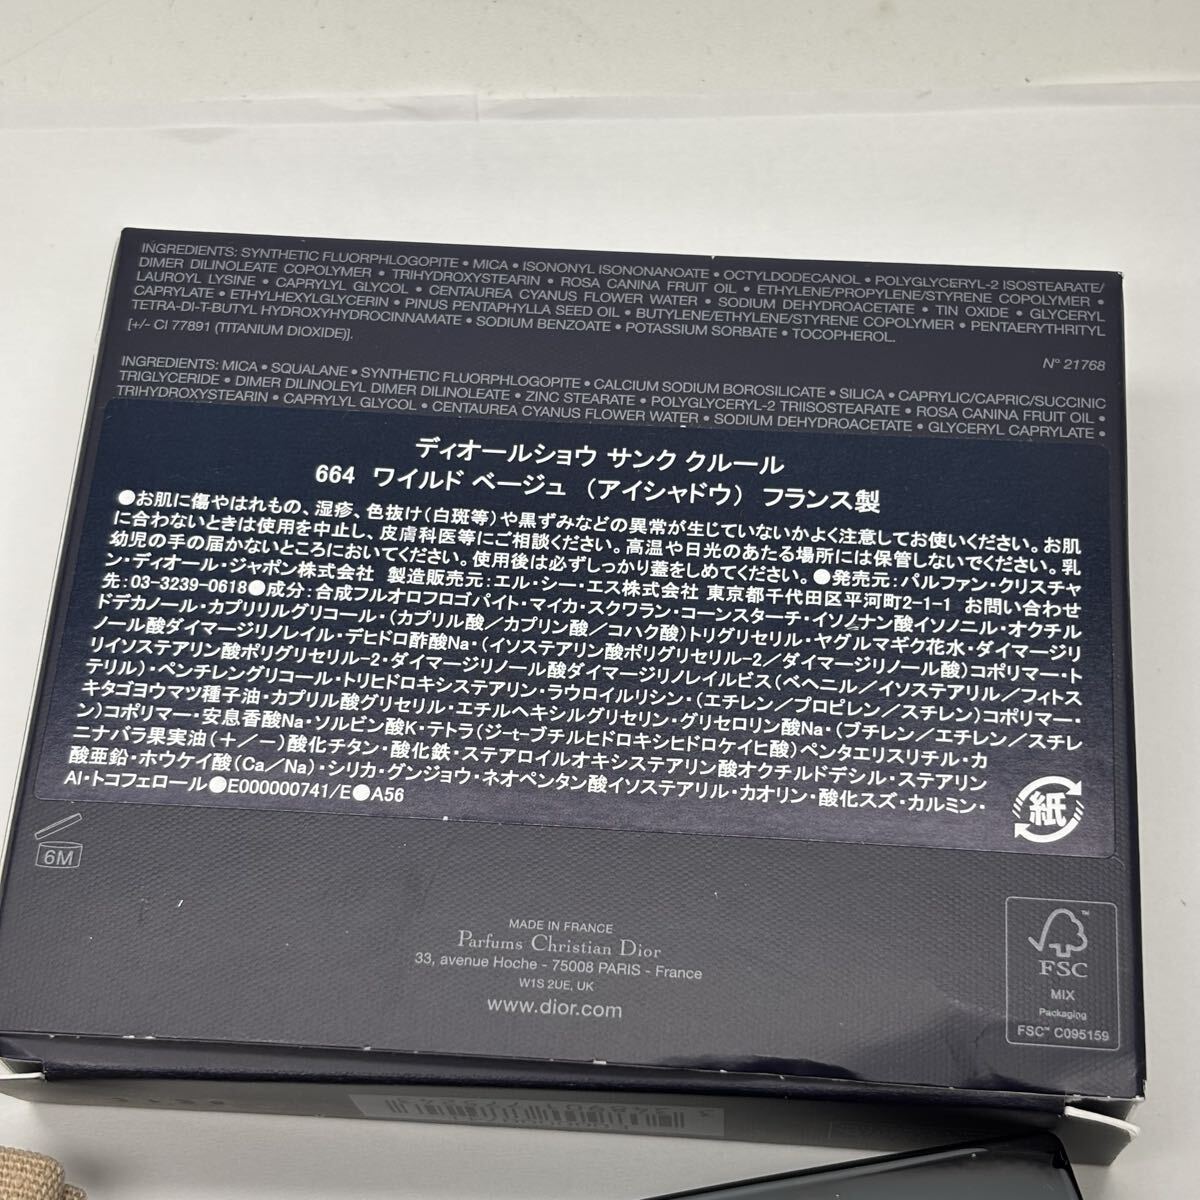 INGREDIENTS: SYNTHETIC FLUORPHLOGOPITE • MICA • ISONONYL ISONONANOATE • OCTYLDODECANOL • POLYGLYCERYL-2 ISOSTEARATE/
DIMER DILINOLEATE COPOLYMER • TRIHYDROXYSTEARIN • ROSA CANINA FRUIT OIL • ETHYLENE/PROPYLENE/STYRENE COPOLYMER •
LAUROYL LYSINE • CAPRYLYL GLYCOL • CENTAUREA CYANUS FLOWER WATER • SODIUM DEHYDROACETATE • TIN OXIDE • GLYCERYL
CAPRYLATE • ETHYLHEXYLGLYCERIN • PINUS PENTAPHYLLA SEED OIL • BUTYLENE/ETHYLENE/STYRENE COPOLYMER • PENTAERYTHRITYL
TETRA-DI-T-BUTYL HYDROXYHYDROCINNAMATE • SODIUM BENZOATE • POTASSIUM SORBATE • TOCOPHEROL.
[+/- CI 77891 (TITANIUM DIOXIDE)].
N° 21768
INGREDIENTS: MICA • SQUALANE • SYNTHETIC FLUORPHLOGOPITE • CALCIUM SODIUM BOROSILICATE • SILICA • CAPRYLIC/CAPRIC/SUCCINIC
TRIGLYCERIDE • DIMER DILINOLEYL DIMER DILINOLEATE • ZINC STEARATE • POLYGLYCERYL-2 TRIISOSTEARATE • ROSA CANINA FRUIT OIL •
TRIHYDROXYSTEARIN • CAPRYLYL GLYCOL • CENTAUREA CYANUS FLOWER WATER • SODIUM DEHYDROACETATE • GLYCERYL CAPRYLATE •
ディオールショウ サンク クルール
664 ワイルド ベージュ (アイシャドウ) フランス製
●お肌に傷やはれもの、湿疹、色抜け(白斑等)や黒ずみなどの異常が生じていないかよく注意してお使いください。お肌
に合わないときは使用を中止し、皮膚科医等にご相談ください。高温や日光のあたる場所には保管しないでください。乳
幼児の手の届かないところにおいてください。使用後は必ずしっかり蓋をしめてください。●発売元:パルファン・クリスチャ
ン・ディオール・ジャポン株式会社 製造販売元:エル・シー・エス株式会社 東京都千代田区平河町2-1-1 お問い合わせ
先:03-3239-0618●成分:合成フルオロフロゴパイト・マイカ・スクワラン・コーンスターチ・イソノナン酸イソノニル・オクチル
ドデカノール・カプリリルグリコール・(カプリル酸/カプリン酸/コハク酸)トリグリセリル・ヤグルマギク花水・ダイマージリ
ノール酸ダイマージリノレイル・デヒドロ酢酸Na・(イソステアリン酸ポリグリセリル-2/ダイマージリノール酸)コポリマー・ト
リイソステアリン酸ポリグリセリル-2・ダイマージリノール酸ダイマージリノレイルビス(ベヘニル/イソステアリル/フィトス
テリル)・ペンチレングリコール・トリヒドロキシステアリン・ラウロイルリシン・(エチレン/プロピレン/スチレン)コポリマー・
キタゴヨウマツ種子油・カプリル酸グリセリル・エチルヘキシルグリセリン・グリセロリン酸Na・(ブチレン/エチレン/スチレ
ン)コポリマー・安息香酸Na・ソルビン酸K・テトラ(ジ-t-ブチルヒドロキシヒドロケイヒ酸)ペンタエリスリチル・カ
ニナバラ果実油(+/-)酸化チタン・酸化鉄・ステアロイルオキシステアリン酸オクチルドデシル・ステアリン
酸亜鉛・ホウケイ酸(Ca/Na)・シリカ・グンジョウ・ネオペンタン酸イソステアリル・カオリン・酸化スズ・カルミン・
Al・トコフェロール●E000000741/E●A56
紙
6M
MADE IN FRANCE
Parfums Christian Dior
33, avenue Hoche - 75008 PARIS - France
W1S 2UE, UK
www.dior.com
FSC
MIX
Packaging
FSC™ C095159